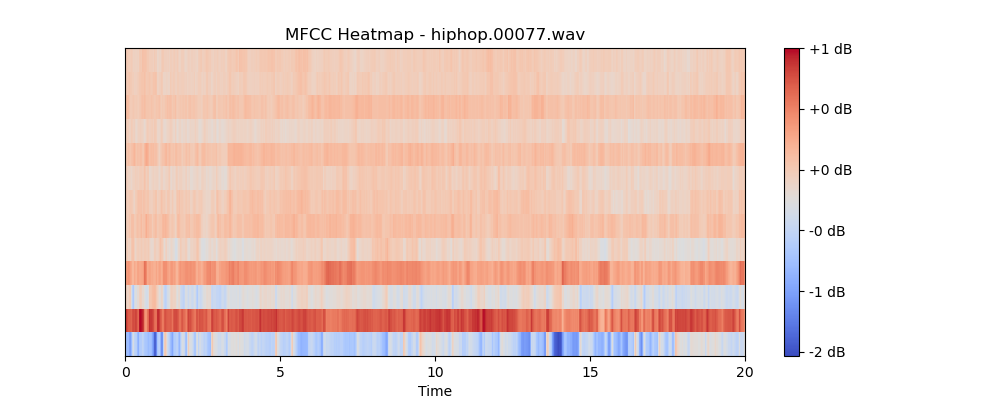 MFCC Heatmap - hiphop.00077.wav
+1 dB
+0 dB
+0 dB
-0 dB
-1 dB
-2 dB
0 5 10 15 20
Time